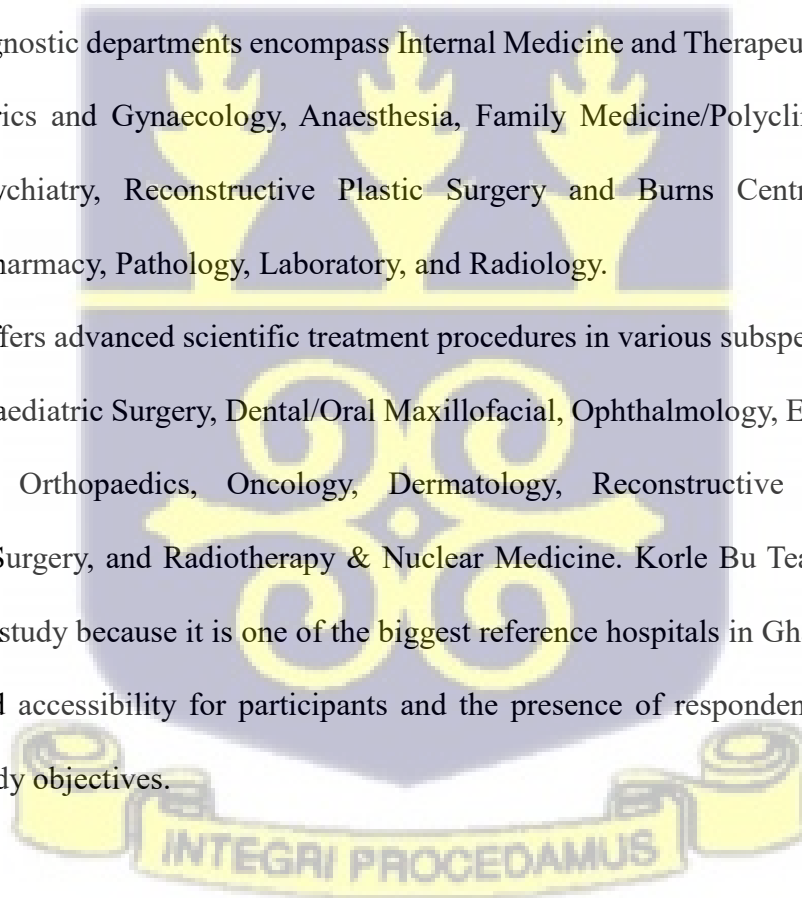 gnostic departments encompass Internal Medicine and Therapeu
rics and Gynaecology, Anaesthesia, Family Medicine/Polyclin
ychiatry, Reconstructive Plastic Surgery and Burns Centr
harmacy, Pathology, Laboratory, and Radiology.
ffers advanced scientific treatment procedures in various subspe
aediatric Surgery, Dental/Oral Maxillofacial, Ophthalmology, E
Orthopaedics, Oncology, Dermatology, Reconstructive
Surgery, and Radiotherapy & Nuclear Medicine. Korle Bu Tea
study because it is one of the biggest reference hospitals in Gh
d accessibility for participants and the presence of responden
dy objectives.
INTEGRI PROCEDAMUS